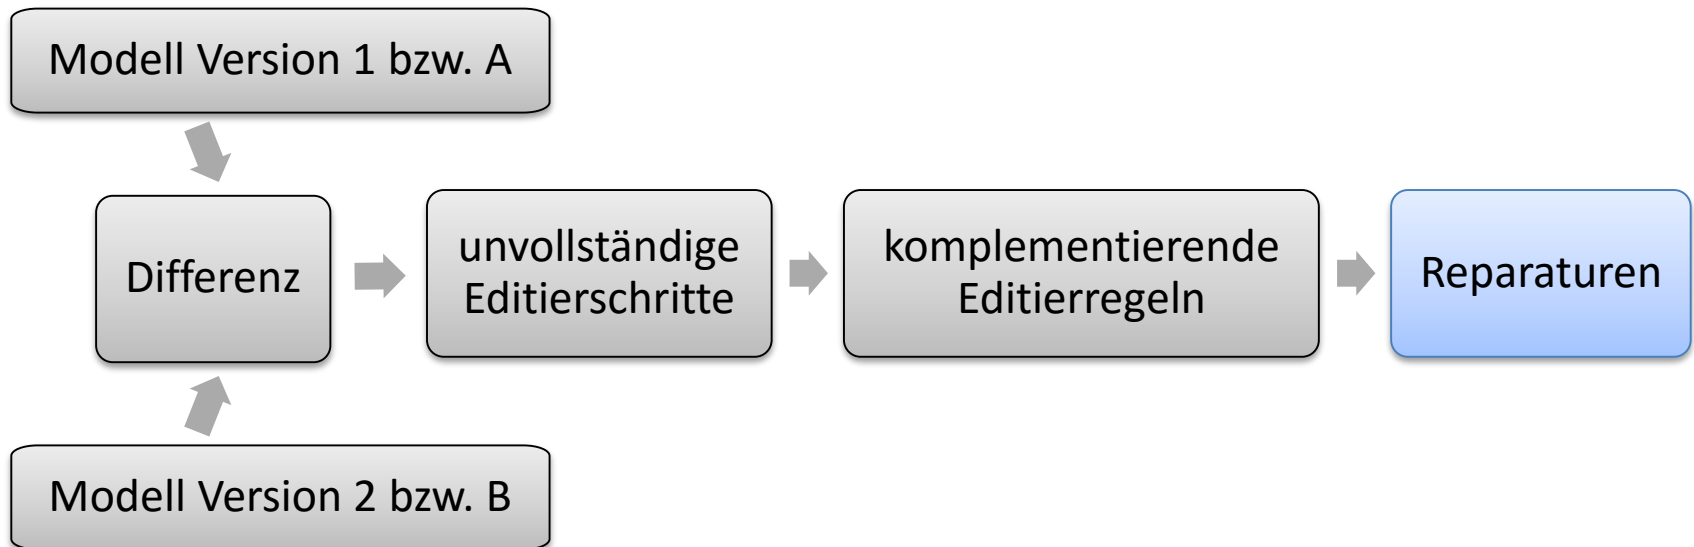 Modell Version 1 bzw. A
Differenz
unvollständige
Editierschritte
komplementierende
Editierregeln
Reparaturen
Modell Version 2 bzw. B